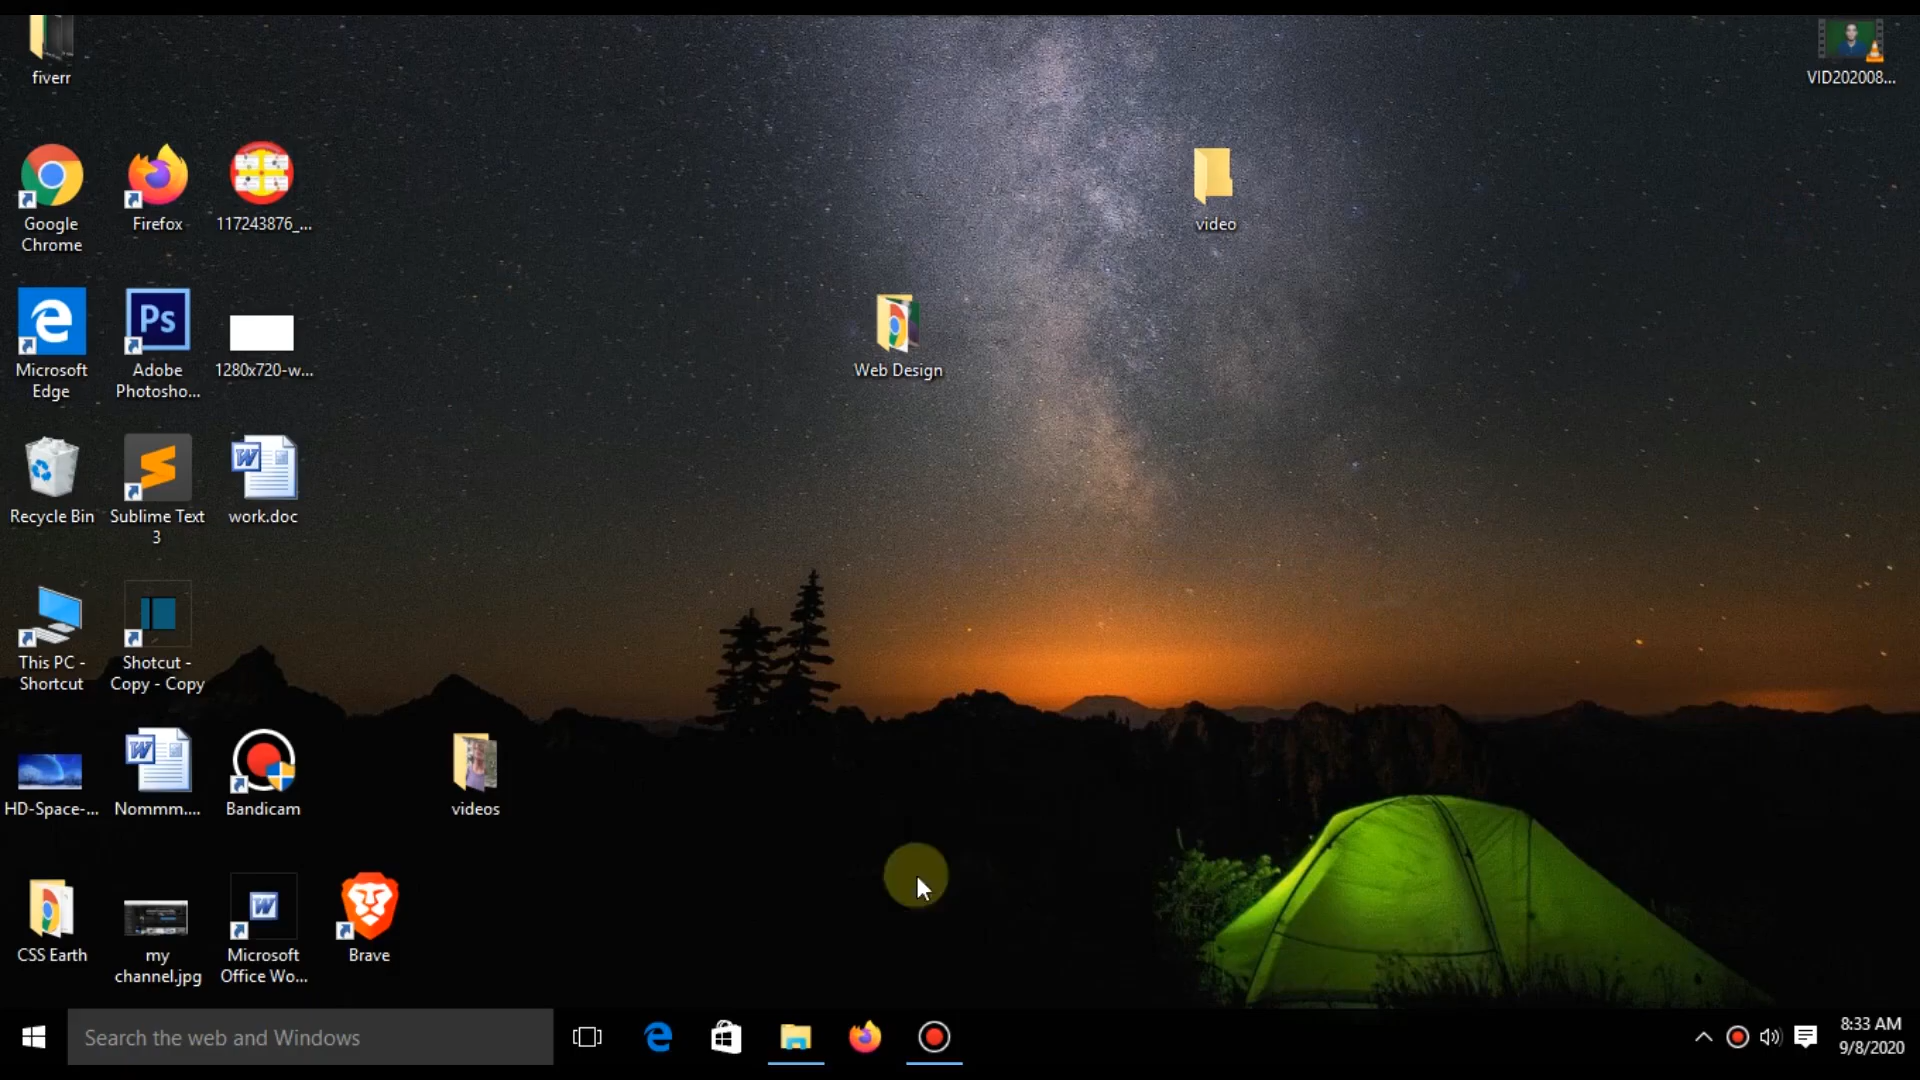 fiverr
VID202008...
Google
Chrome
Firefox
117243876_...
video
Microsoft
Edge
Ps
Adobe
Photosho...
1280x720-w...
Web Design
Recycle Bin
Sublime Text
3
W
work.doc
This PC -
Shortcut
Shotcut -
Copy - Copy
HD-Space-...
W
Nommm....
Bandicam
videos
CSS Earth
my
channel.jpg
W
Microsoft
Office Wo...
Brave
Search the web and Windows
8:33 AM
9/8/2020